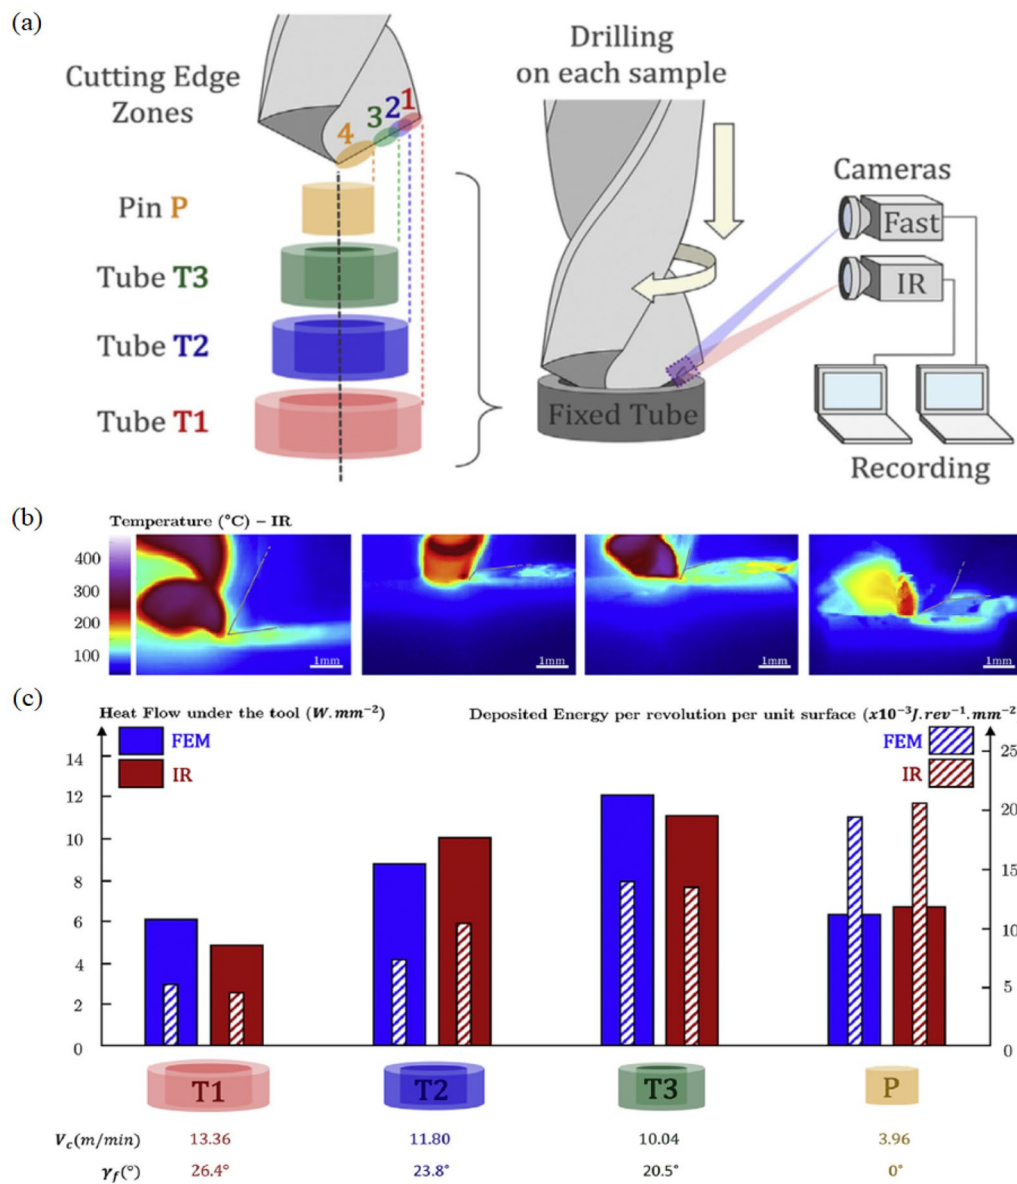 (a)
Cutting Edge
Zones
4 3 2 1
Pin P
Tube T3
Tube T2
Tube T1
Drilling
on each sample
Fixed Tube
Cameras
Fast
IR
Recording
(b)
Temperature (°C) – IR
400
300
200
100
1mm
1mm
1mm
1mm
(c)
Heat Flow under the tool (W.mm⁻²)
Deposited Energy per revolution per unit surface (x10⁻³J.rev⁻¹.mm⁻²
FEM
IR
FEM
IR
14
12
10
8
6
4
2
0
25
20
15
10
5
0
T1 T2 T3 P
V_c(m/min) 13.36 11.80 10.04 3.96
γ_f(°) 26.4° 23.8° 20.5° 0°